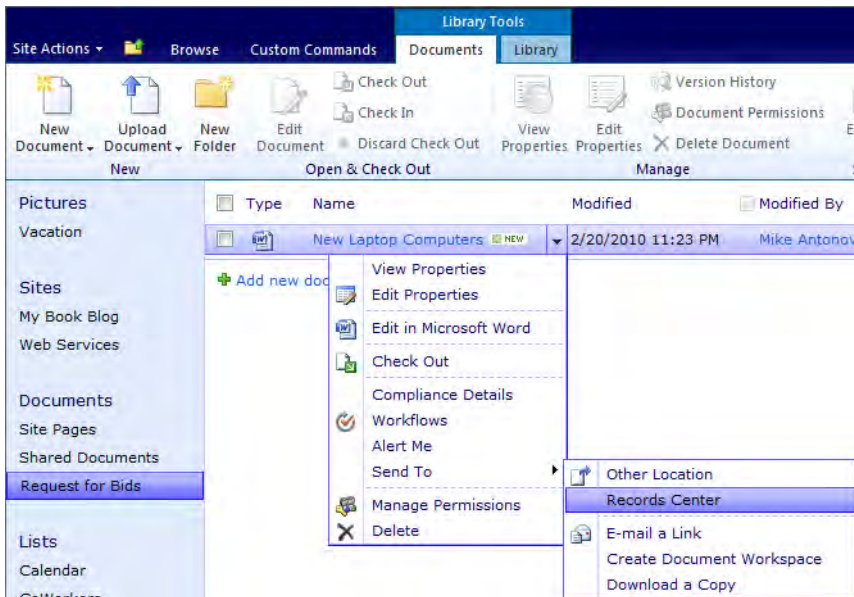 Library Tools
Site Actions Browse Custom Commands Documents Library
New Document
Upload Document
New Folder
New
Edit Document
Check Out
Check In
Discard Check Out
Open & Check Out
View Properties
Edit Properties
Version History
Document Permissions
Delete Document
Manage
Pictures
Vacation
Sites
My Book Blog
Web Services
Documents
Site Pages
Shared Documents
Request for Bids
Lists
Calendar
Type Name Modified Modified By
New Laptop Computers NEW 2/20/2010 11:23 PM Mike Antonov
Add new doc
View Properties
Edit Properties
Edit in Microsoft Word
Check Out
Compliance Details
Workflows
Alert Me
Send To
Manage Permissions
Delete
Other Location
Records Center
E-mail a Link
Create Document Workspace
Download a Copy